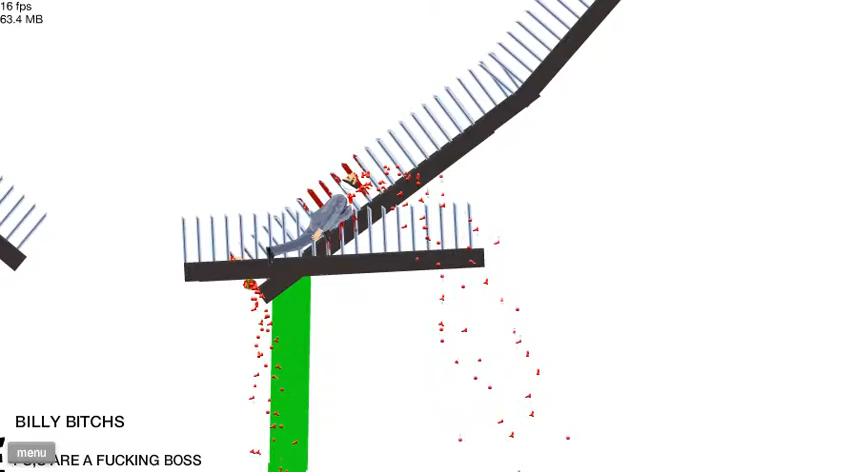 16 fps
63.4 MB
BILLY BITCHS
menu
ARE A FUCKING BOSS